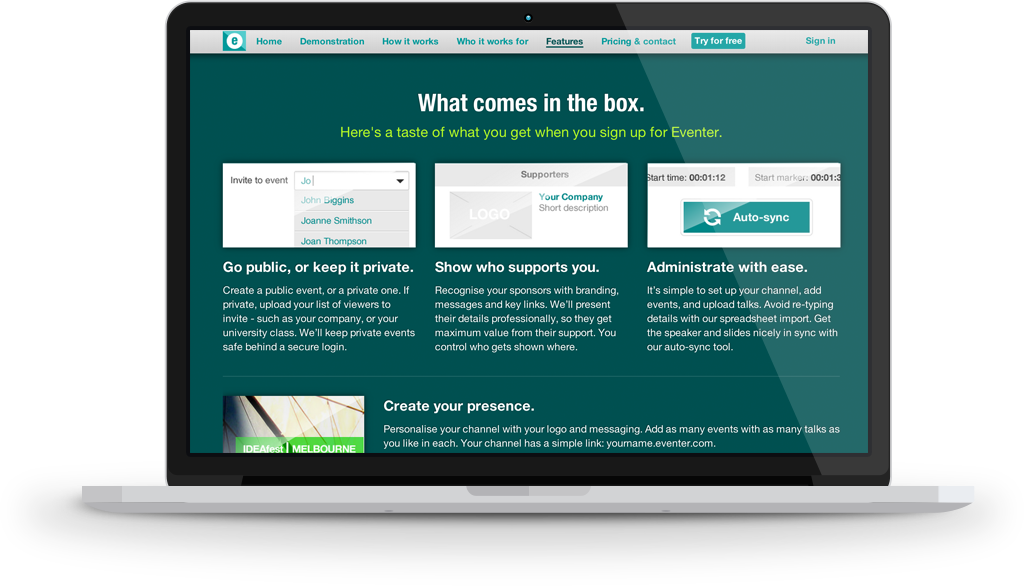 e Home Demonstration How it works Who it works for Features Pricing & contact Try for free Sign in
What comes in the box.
Here's a taste of what you get when you sign up for Eventer.
Invite to event Jo
John Biggins
Joanne Smithson
Joan Thompson
Supporters
LOGO
Your Company
Short description
Start time: 00:01:12 Start marker: 00:01:3
Auto-sync
Go public, or keep it private.
Create a public event, or a private one. If
private, upload your list of viewers to
invite - such as your company, or your
university class. We'll keep private events
safe behind a secure login.
Show who supports you.
Recognise your sponsors with branding,
messages and key links. We'll present
their details professionally, so they get
maximum value from their support. You
control who gets shown where.
Administrate with ease.
It's simple to set up your channel, add
events, and upload talks. Avoid re-typing
details with our spreadsheet import. Get
the speaker and slides nicely in sync with
our auto-sync tool.
IDEAfest MELBOURNE
Create your presence.
Personalise your channel with your logo and messaging. Add as many events with as many talks as
you like in each. Your channel has a simple link: yourname.eventer.com.